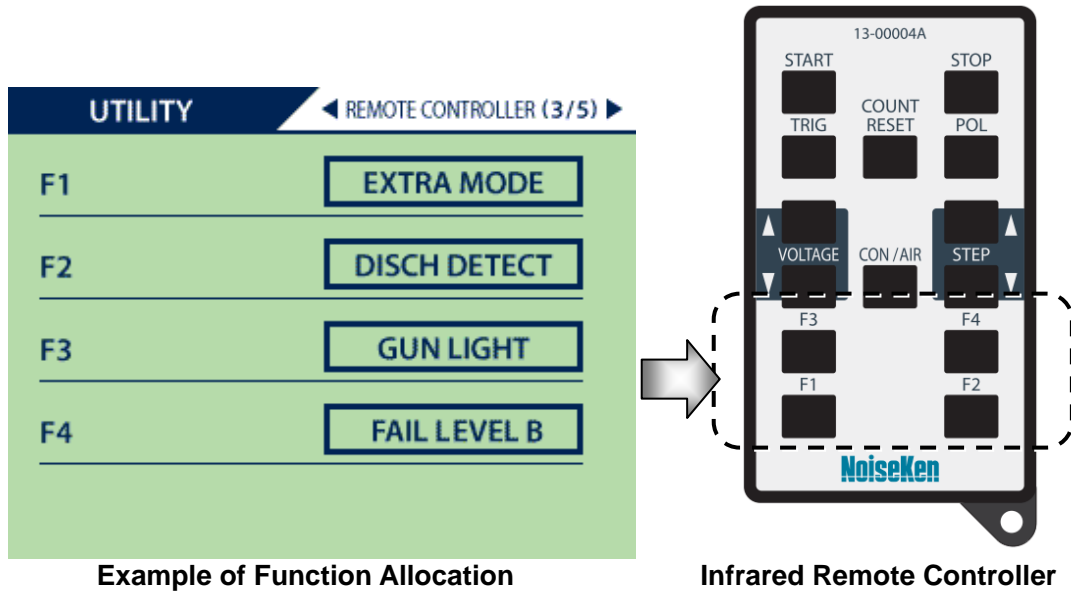 UTILITY
◀ REMOTE CONTROLLER (3/5) ▶
F1 EXTRA MODE
F2 DISCH DETECT
F3 GUN LIGHT
F4 FAIL LEVEL B
Example of Function Allocation
13-00004A
START STOP
COUNT
TRIG RESET POL
VOLTAGE CON/AIR STEP
F3 F4
F1 F2
NoiseKen
Infrared Remote Controller